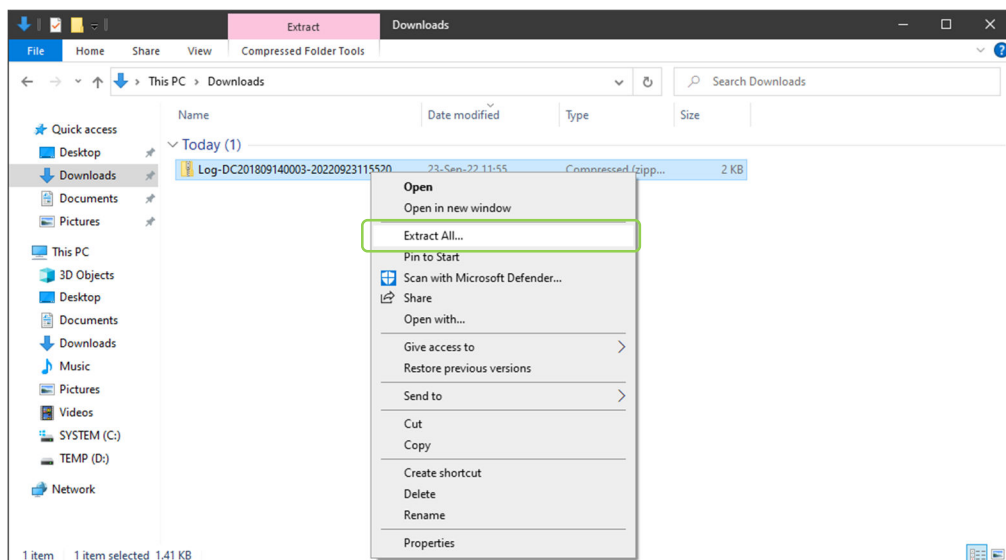 Extract Downloads
File Home Share View Compressed Folder Tools
This PC Downloads
Search Downloads
Name Date modified Type Size
Today (1)
Log-DC201809140003-20220923115520 23-Sep-22 11:55 Compressed (zipp... 2 KB
Quick access
Desktop
Downloads
Documents
Pictures
This PC
3D Objects
Desktop
Documents
Downloads
Music
Pictures
Videos
SYSTEM (C:)
TEMP (D:)
Network
Open
Open in new window
Extract All...
Pin to Start
Scan with Microsoft Defender...
Share
Open with...
Give access to
Restore previous versions
Send to
Cut
Copy
Create shortcut
Delete
Rename
Properties
1 item 1 item selected 1.41 KB